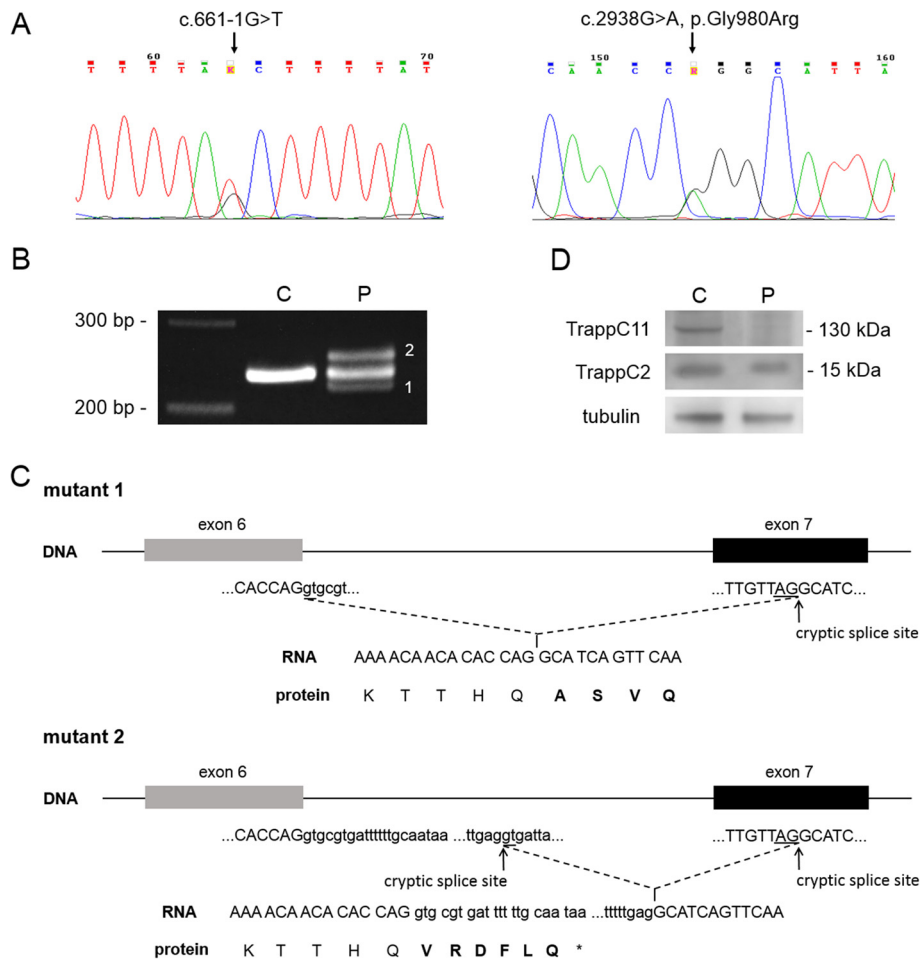 A
c.661-1G>T
60 70
T T T T A K C T T T T A T
c.2938G>A, p.Gly980Arg
150 160
C A A C C R G G C A T T A
B
C P
300 bp -
200 bp -
2
1
D
C P
TrappC11 - 130 kDa
TrappC2 - 15 kDa
tubulin
C
mutant 1
exon 6 exon 7
DNA
...CACCAGgtgcgt... ...TTGTTAGGCATC...
cryptic splice site
RNA AAA ACA ACA CAC CAG GCA TCA GTT CAA
protein K T T H Q A S V Q
mutant 2
exon 6 exon 7
DNA
...CACCAGgtgcgtgattttttgcaataa ...ttgaggtgatta... ...TTGTTAGGCATC...
cryptic splice site cryptic splice site
RNA AAA ACA ACA CAC CAG gtg cgt gat ttt ttg caa taa ...tttttgagGCATCAGTTCAA
protein K T T H Q V R D F L Q *